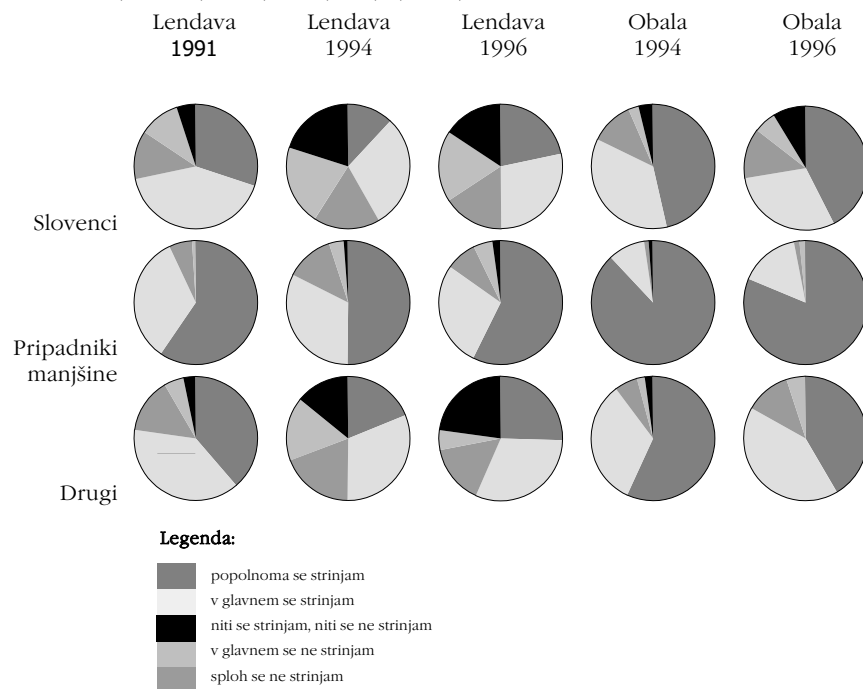 Lendava
1991
Lendava
1994
Lendava
1996
Obala
1994
Obala
1996
Slovenci
Pripadniki
manjšine
Drugi
Legenda:
popolnoma se strinjam
v glavnem se strinjam
niti se strinjam, niti se ne strinjam
v glavnem se ne strinjam
sploh se ne strinjam